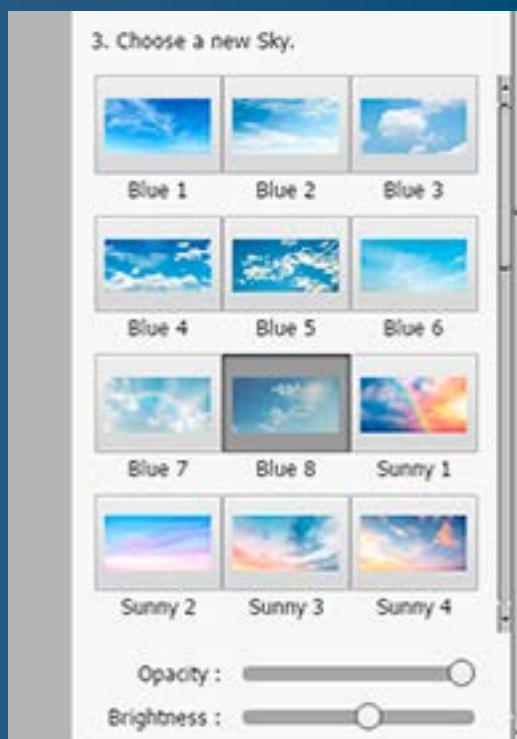 3. Choose a new Sky.
Blue 1 Blue 2 Blue 3
Blue 4 Blue 5 Blue 6
Blue 7 Blue 8 Sunny 1
Sunny 2 Sunny 3 Sunny 4
Opacity :
Brightness :